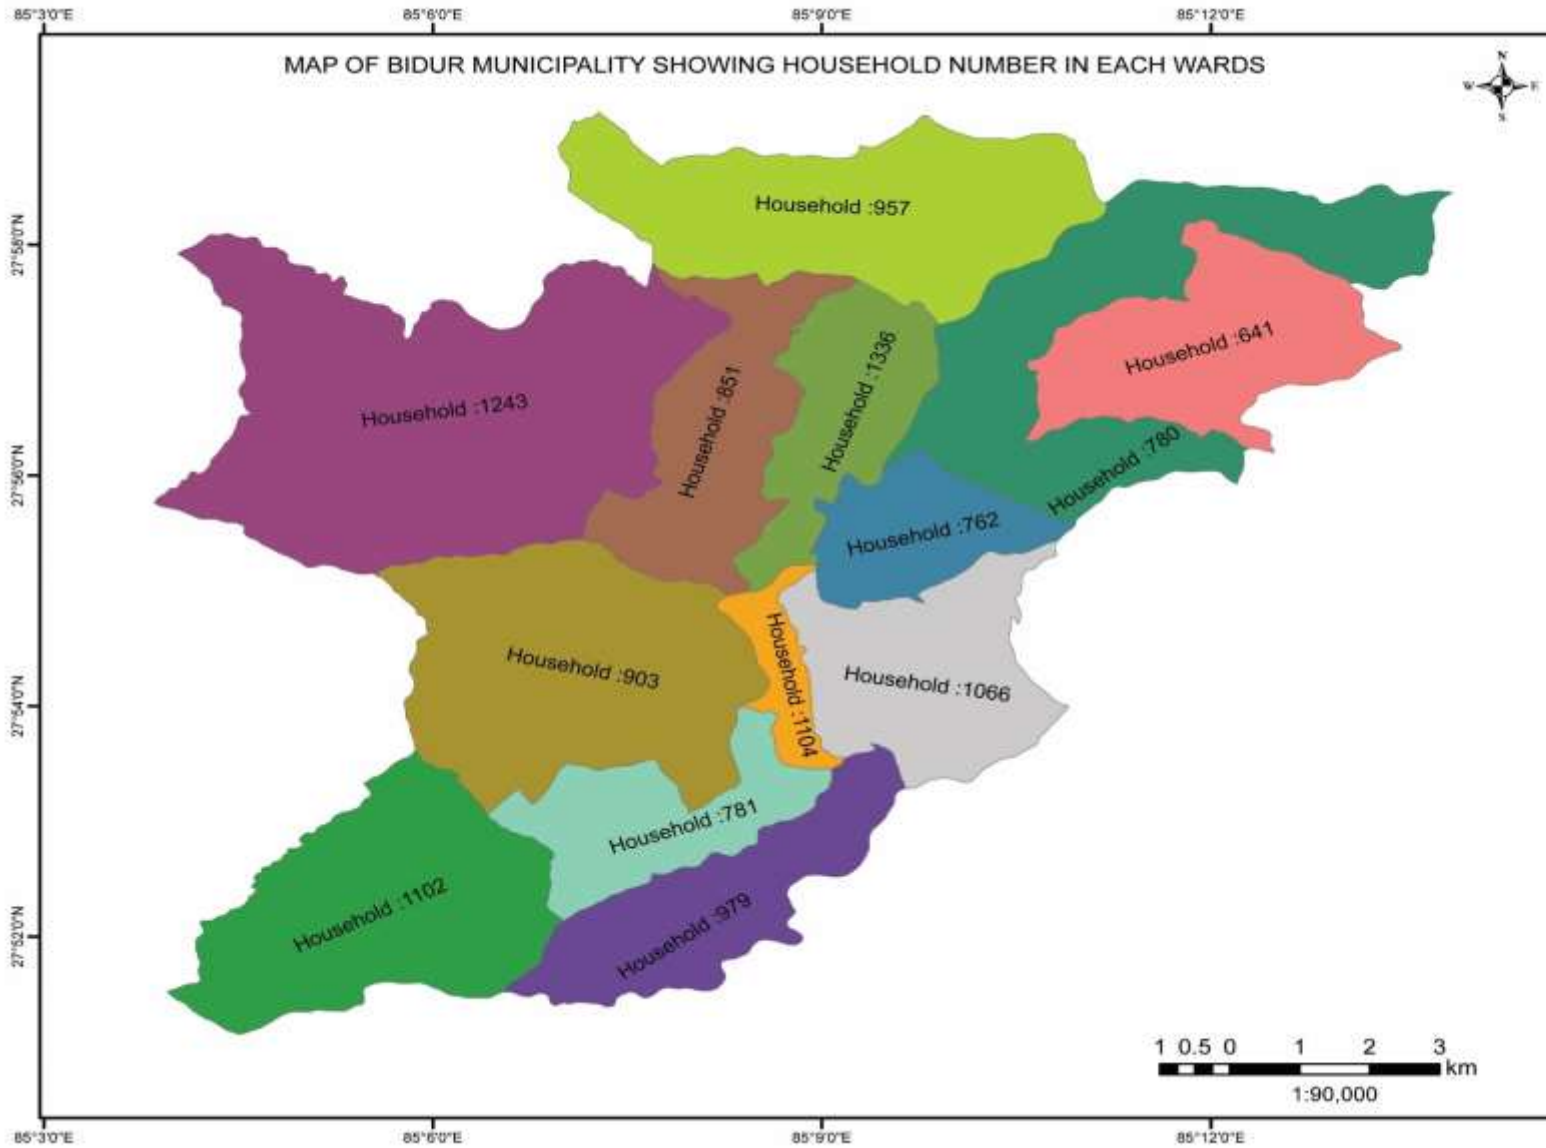 85°3'0"E 85°6'0"E 85°9'0"E 85°12'0"E
MAP OF BIDUR MUNICIPALITY SHOWING HOUSEHOLD NUMBER IN EACH WARDS
N
W E
S
27°58'0"N
27°56'0"N
27°54'0"N
27°52'0"N
Household :957
Household :641
Household :1336
Household :851
Household :1243
Household :780
Household :762
Household :903
Household :1066
Household :1104
Household :781
Household :1102
Household :979
1 0.5 0 1 2 3
km
1:90,000
85°3'0"E 85°6'0"E 85°9'0"E 85°12'0"E